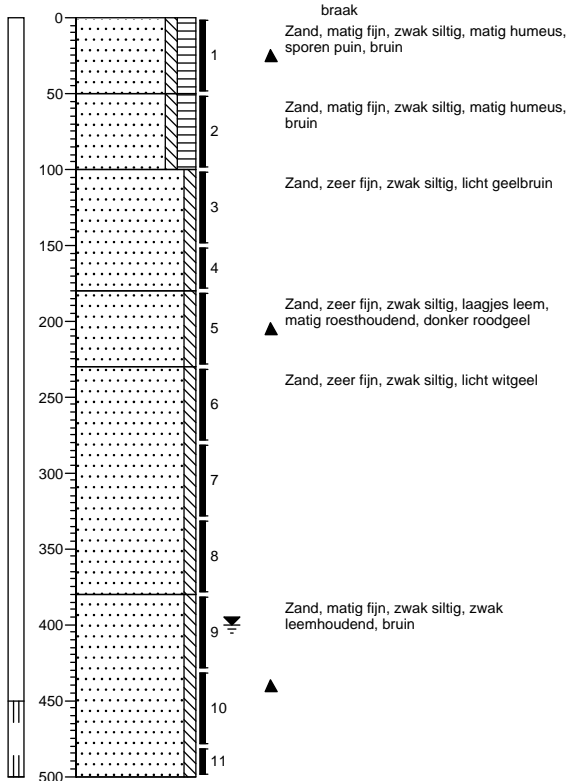 braak
0
Zand, matig fijn, zwak siltig, matig humeus,
sporen puin, bruin
1
50
Zand, matig fijn, zwak siltig, matig humeus,
bruin
2
100
Zand, zeer fijn, zwak siltig, licht geelbruin
3
150
4
Zand, zeer fijn, zwak siltig, laagjes leem,
matig roesthoudend, donker roodgeel
200
5
Zand, zeer fijn, zwak siltig, licht witgeel
250
6
300
7
350
8
Zand, matig fijn, zwak siltig, zwak
leemhoudend, bruin
400
9
450
10
11
500